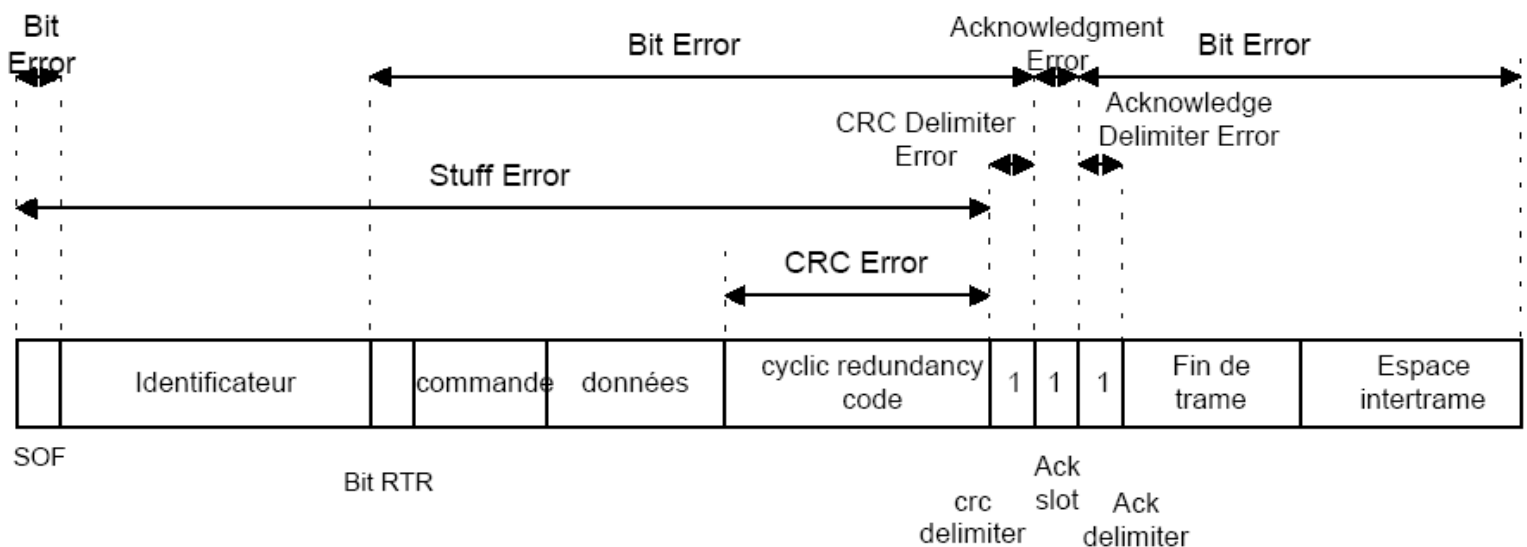 Bit
Error
Bit Error
Acknowledgment
Error
Bit Error
CRC Delimiter
Error
Acknowledge
Delimiter Error
Stuff Error
CRC Error
Identificateur
commande
données
cyclic redundancy
code
1
1
1
Fin de
trame
Espace
intertrame
SOF
Bit RTR
crc
delimiter
Ack
slot
Ack
delimiter